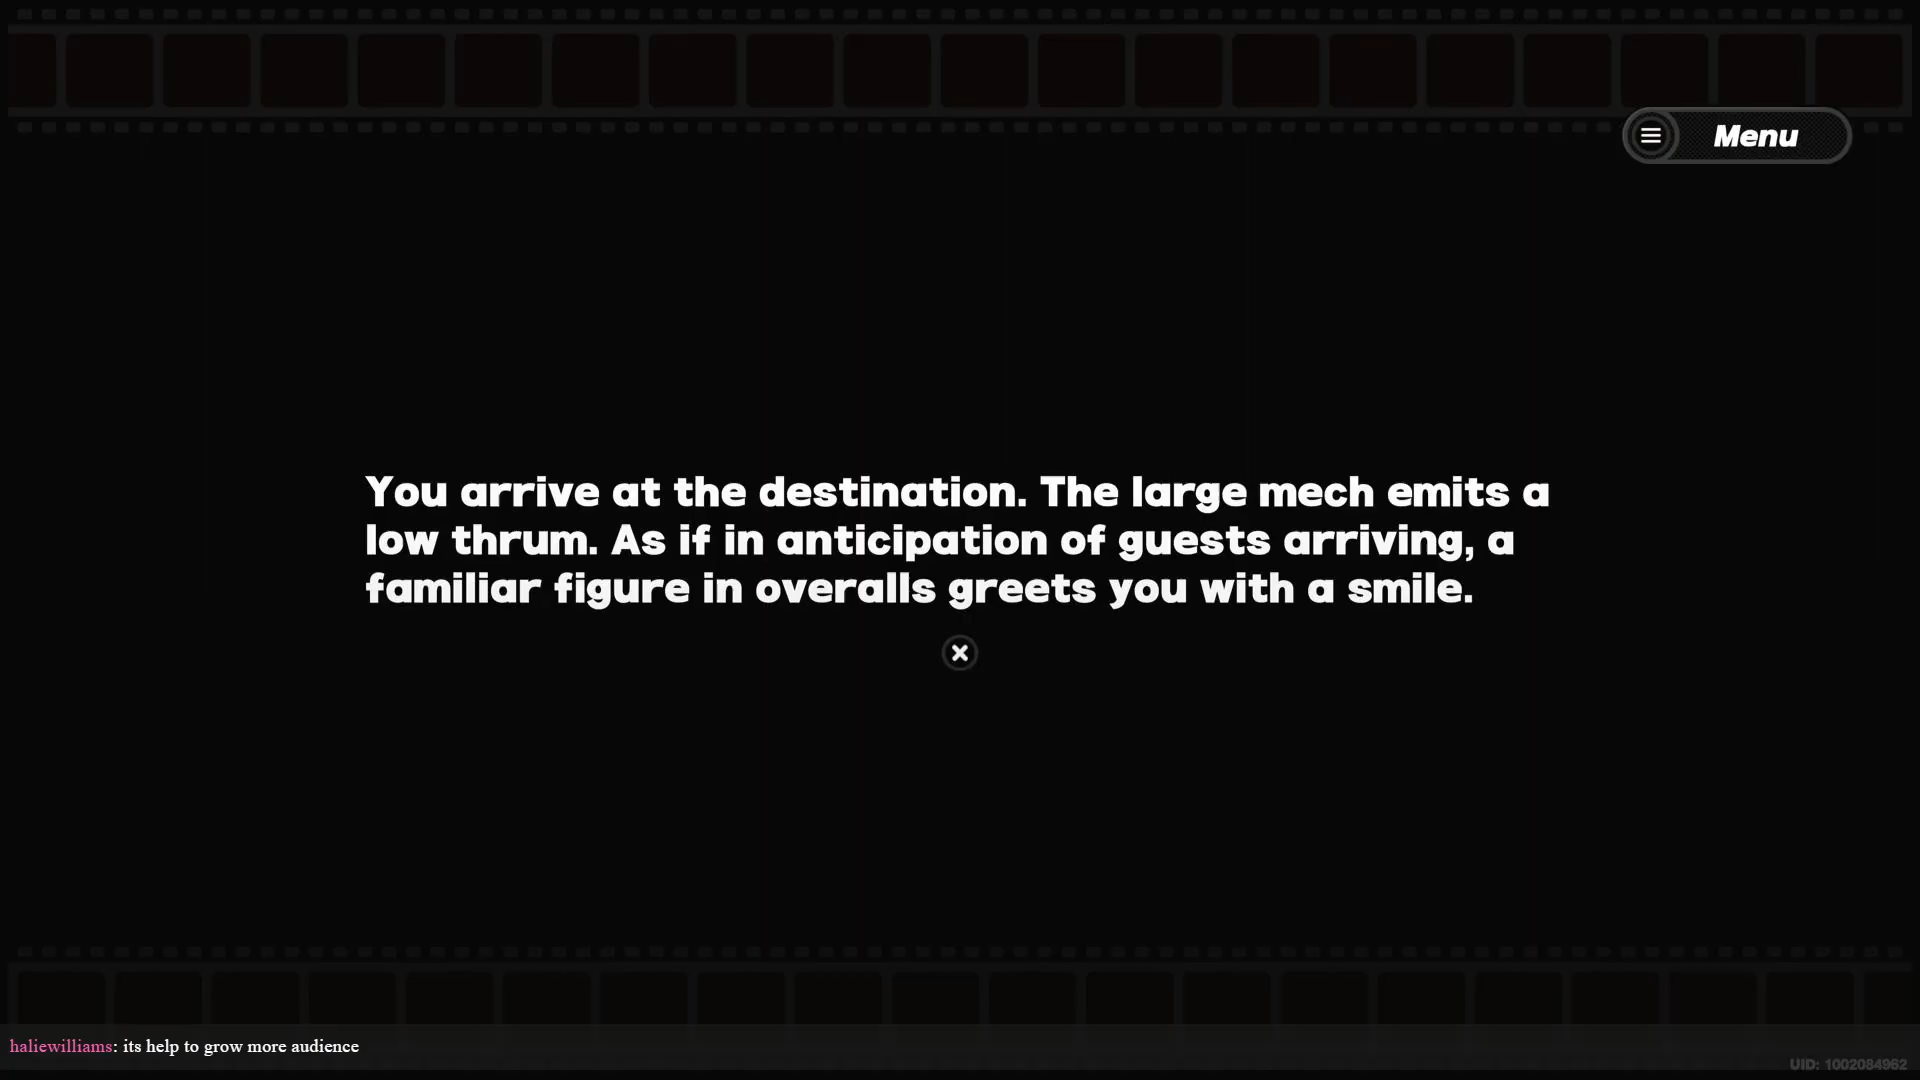 Menu
You arrive at the destination. The large mech emits a
low thrum. As if in anticipation of guests arriving, a
familiar figure in overalls greets you with a smile.
haliewilliams: its help to grow more audience
UID: 1002084962